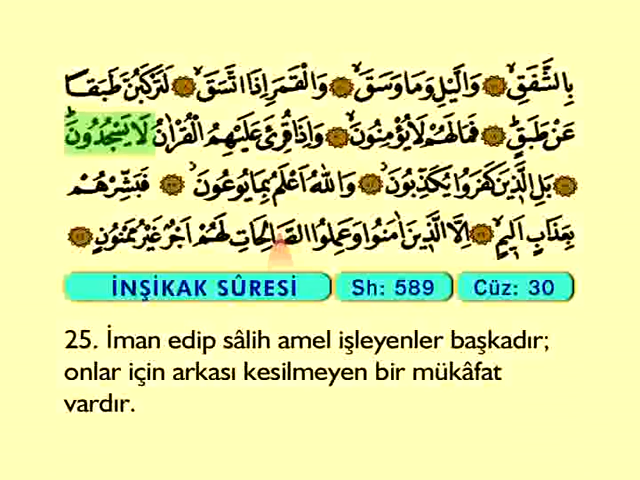 بِالشَّفَقِۙ وَالَّيْلِ وَمَا وَسَقَۙ وَالْقَمَرِ اِذَا اتَّسَقَۙ لَتَرْكَبُنَّ طَبَقًا
عَنْ طَبَقٍۜ فَمَا لَهُمْ لَا يُؤْمِنُونَۙ وَاِذَا قُرِئَ عَلَيْهِمُ الْقُرْاٰنُ لَا يَسْجُدُونَۜ
بَلِ الَّذ۪ينَ كَفَرُوا يُكَذِّبُونَۘ وَاللّٰهُ اَعْلَمُ بِمَا يُوعُونَۘ فَبَشِّرْهُمْ
بِعَذَابٍ اَل۪يمٍۙ اِلَّا الَّذ۪ينَ اٰمَنُوا وَعَمِلُوا الصَّالِحَاتِ لَهُمْ اَجْرٌ غَيْرُ مَمْنُونٍ
İNŞİKAK SÛRESİ Sh: 589 Cüz: 30
25. İman edip sâlih amel işleyenler başkadır;
onlar için arkası kesilmeyen bir mükâfat
vardır.